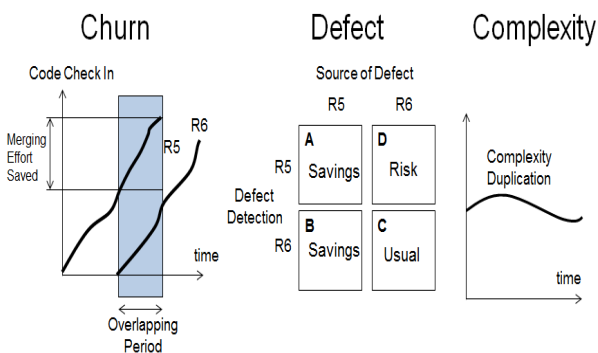 Churn
Defect
Complexity
Code Check In
Merging
Effort
Saved
R5
R6
time
Overlapping
Period
Source of Defect
R5
R6
Defect
Detection
R5
R6
A
Savings
D
Risk
B
Savings
C
Usual
Complexity
Duplication
time